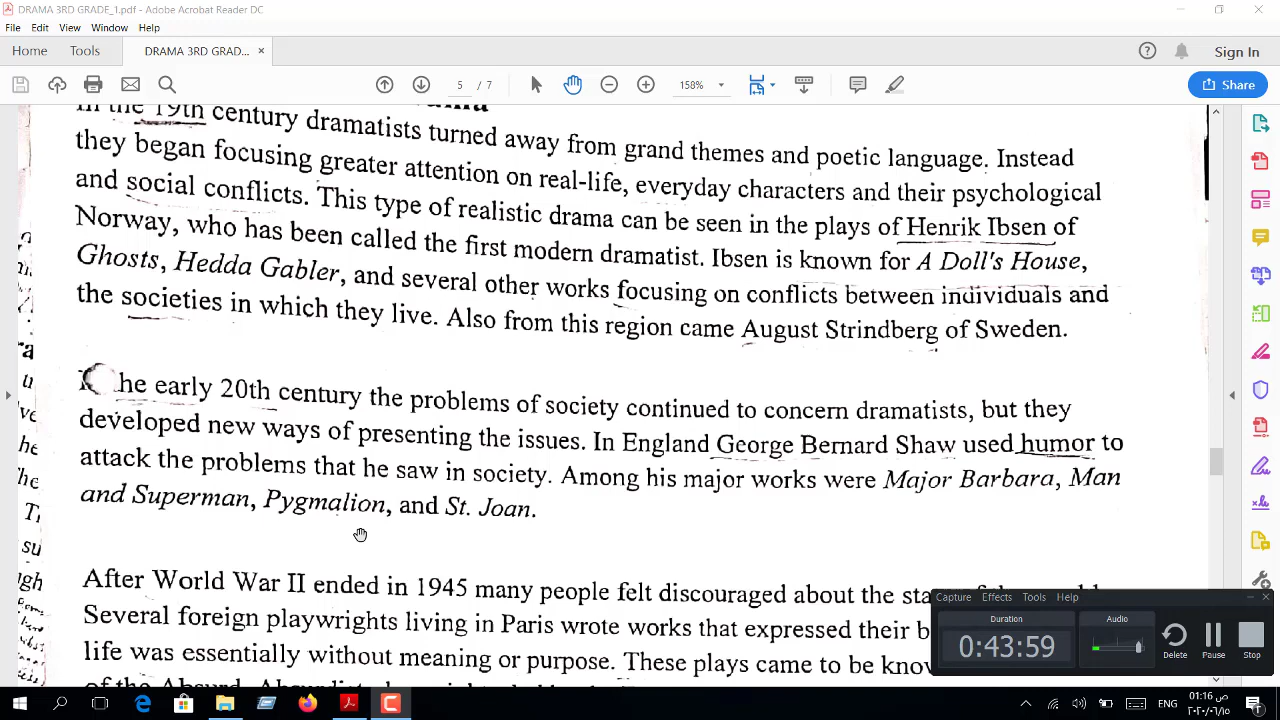 DRAMA 3RD GRADE_1.pdf - Adobe Acrobat Reader DC
File Edit View Window Help
Home Tools DRAMA 3RD GRAD... × Sign In
5 / 7 158% Share
In the 19th century dramatists turned away from grand themes and poetic language. Instead
they began focusing greater attention on real-life, everyday characters and their psychological
and social conflicts. This type of realistic drama can be seen in the plays of Henrik Ibsen of
Norway, who has been called the first modern dramatist. Ibsen is known for A Doll's House,
Ghosts, Hedda Gabler, and several other works focusing on conflicts between individuals and
the societies in which they live. Also from this region came August Strindberg of Sweden.
he early 20th century the problems of society continued to concern dramatists, but they
developed new ways of presenting the issues. In England George Bernard Shaw used humor to
attack the problems that he saw in society. Among his major works were Major Barbara, Man
and Superman, Pygmalion, and St. Joan.
After World War II ended in 1945 many people felt discouraged about the
Several foreign playwrights living in Paris wrote works that expressed their
life was essentially without meaning or purpose. These plays came to be
of the Absurd.
Capture Effects Tools Help
Duration Audio
0:43:59
Delete Pause Stop
ENG 01:16 ص